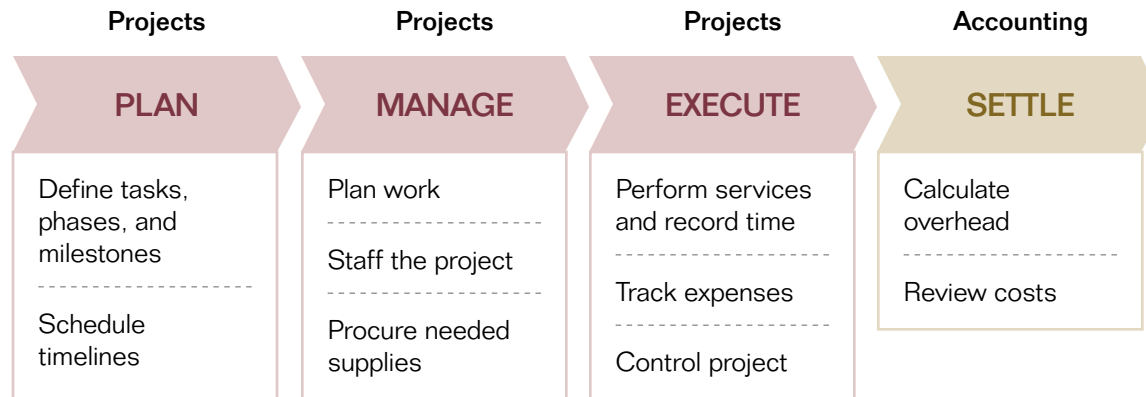 Projects
PLAN
Define tasks,
phases, and
milestones
Schedule
timelines
Projects
MANAGE
Plan work
Staff the project
Procure needed
supplies
Projects
EXECUTE
Perform services
and record time
Track expenses
Control project
Accounting
SETTLE
Calculate
overhead
Review costs